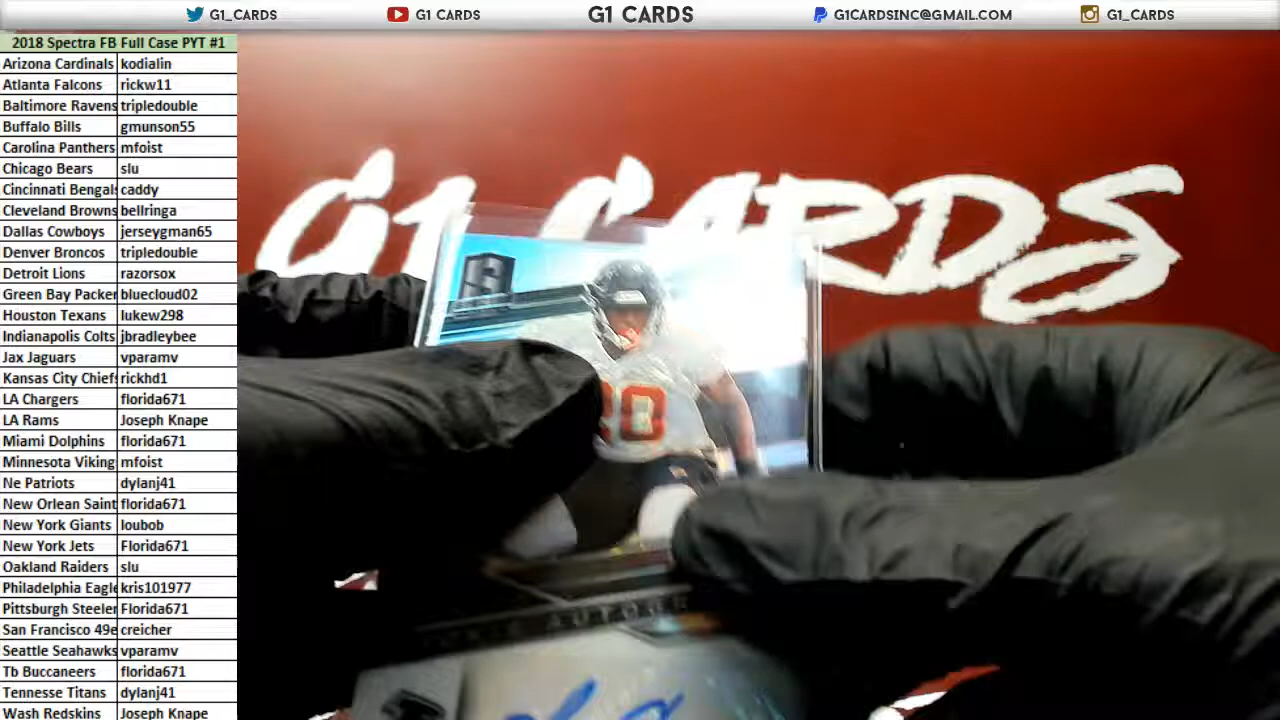 G1_CARDS G1 CARDS G1 CARDS G1CARDSINC@GMAIL.COM G1_CARDS
2018 Spectra FB Full Case PYT #1
Arizona Cardinals kodialin
Atlanta Falcons rickw11
Baltimore Ravens tripledouble
Buffalo Bills gmunson55
Carolina Panthers mfoist
Chicago Bears slu
Cincinnati Bengals caddy
Cleveland Browns bellringa
Dallas Cowboys jerseygman65
Denver Broncos tripledouble
Detroit Lions razorsox
Green Bay Packer bluecloud02
Houston Texans lukew298
Indianapolis Colts jbradleybee
Jax Jaguars vparamv
Kansas City Chiefs rickhd1
LA Chargers florida671
LA Rams Joseph Knape
Miami Dolphins florida671
Minnesota Viking mfoist
Ne Patriots dylanj41
New Orlean Saint florida671
New York Giants loubob
New York Jets Florida671
Oakland Raiders slu
Philadelphia Eagle kris101977
Pittsburgh Steeler Florida671
San Francisco 49e creicher
Seattle Seahawks vparamv
Tb Buccaneers florida671
Tennesse Titans dylanj41
Wash Redskins Joseph Knape
G1 CARDS
S
20